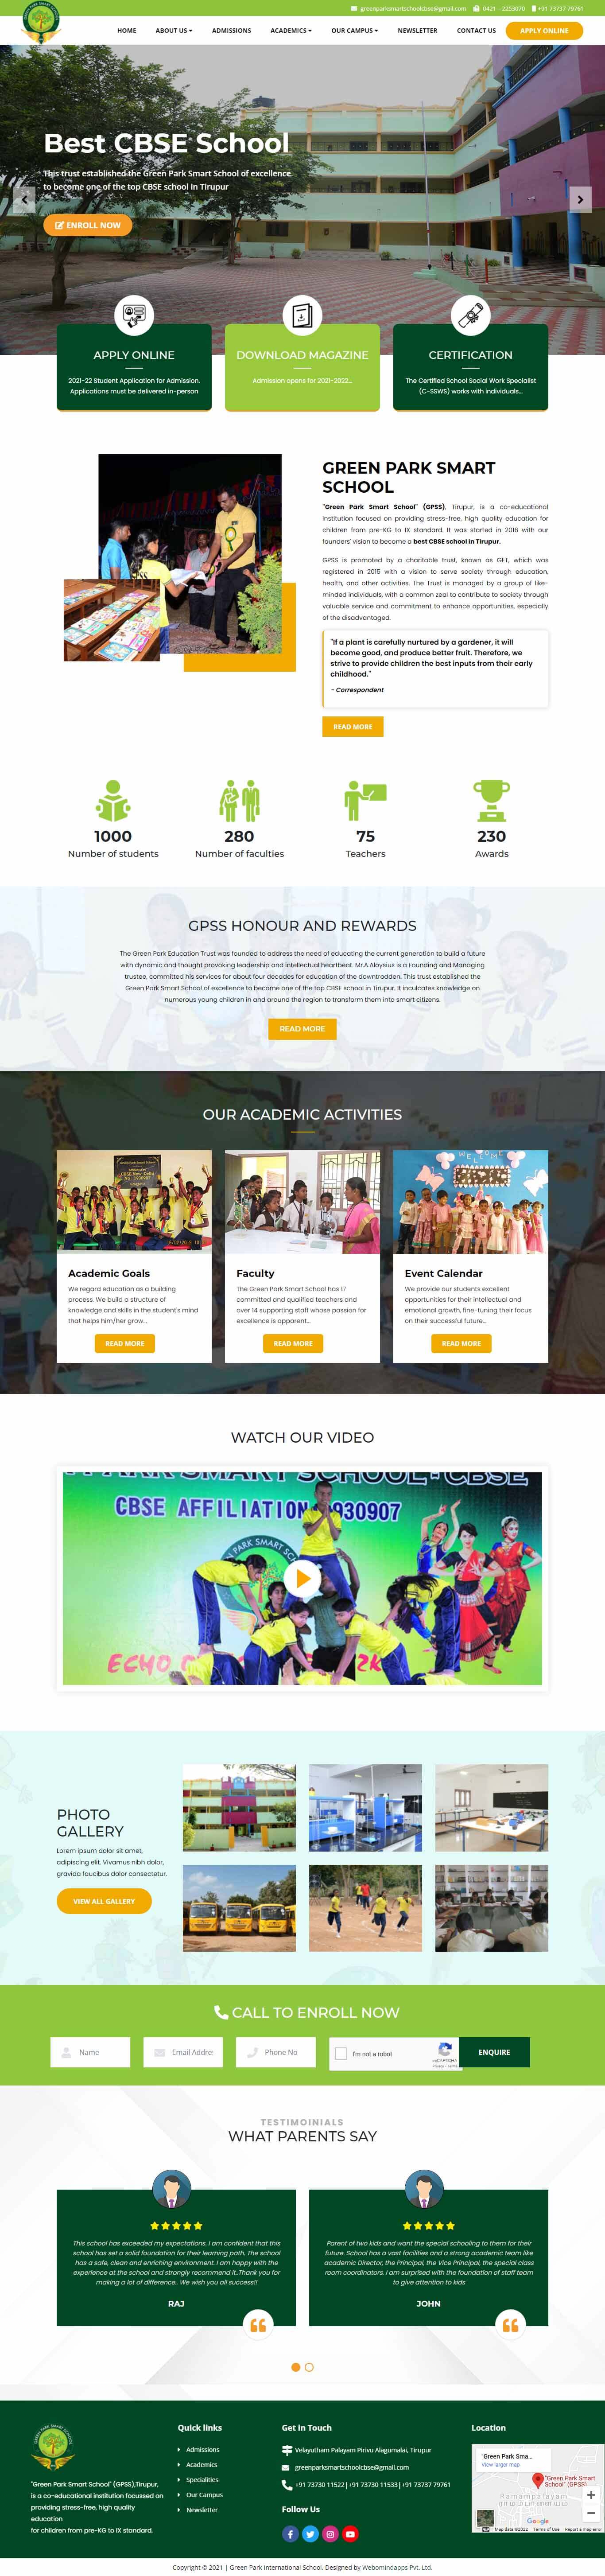 greenparksmartschoolcbse@gmail.com 0421 - 2253070 +91 73737 79761
HOME ABOUT US ADMISSIONS ACADEMICS OUR CAMPUS NEWSLETTER CONTACT US APPLY ONLINE
Best CBSE School
This trust established the Green Park Smart School of excellence
to become one of the top CBSE school in Tirupur
ENROLL NOW
APPLY ONLINE
2021-22 Student Application for Admission.
Applications must be delivered in-person
DOWNLOAD MAGAZINE
Admission opens for 2021-2022...
CERTIFICATION
The Certified School Social Work Specialist
(C-SSWS) works with individuals...
GREEN PARK SMART
SCHOOL
"Green Park Smart School" (GPSS), Tirupur, is a co-educational
institution focused on providing stress-free, high quality education for
children from pre-KG to IX standard. It was started in 2016 with our
founders' vision to become a best CBSE school in Tirupur.
GPSS is promoted by a charitable trust, known as GET, which was
registered in 2015 with a vision to serve society through education,
health, and other activities. The Trust is managed by a group of like-
minded individuals, with a common zeal to contribute to society through
valuable service and commitment to enhance opportunities, especially
of the disadvantaged.
"If a plant is carefully nurtured by a gardener, it will
become good, and produce better fruit. Therefore, we
strive to provide children the best inputs from their early
childhood."
- Correspondent
READ MORE
1000
Number of students
280
Number of faculties
75
Teachers
230
Awards
GPSS HONOUR AND REWARDS
The Green Park Education Trust was founded to address the need of educating the current generation to build a future
with dynamic and thought provoking leadership and intellectual heartbeat. Mr.A.Aloysius is a Founding and Managing
trustee, committed his services for about four decades for education of the downtrodden. This trust established the
Green Park Smart School of excellence to become one of the top CBSE school in Tirupur. It inculcates knowledge on
numerous young children in and around the region to transform them into smart citizens.
READ MORE
OUR ACADEMIC ACTIVITIES
WELCOME
Academic Goals
We regard education as a building
process. We build a structure of
knowledge and skills in the student's mind
that helps him/her grow...
READ MORE
Faculty
The Green Park Smart School has 17
committed and qualified teachers and
over 14 supporting staff whose passion for
excellence is apparent...
READ MORE
Event Calendar
We provide our students excellent
opportunities for their intellectual and
emotional growth, fine-tuning their focus
on their successful future...
READ MORE
WATCH OUR VIDEO
PARK SMART SCHOOL CBSE
CBSE AFFILIATION 1930907
PARK SMART SCHOOL
PHOTO
GALLERY
Lorem ipsum dolor sit amet,
adipiscing elit. Vivamus nibh dolor,
gravida faucibus dolor consectetur.
VIEW ALL GALLERY
CALL TO ENROLL NOW
Name
Email Addre
Phone No
I'm not a robot
reCAPTCHA
Privacy - Terms
ENQUIRE
TESTIMOINIALS
WHAT PARENTS SAY
This school has exceeded my expectations. I am confident that this
school has set a solid foundation for their learning path. The school
has a safe, clean and enriching environment. I am happy with the
experience at the school and strongly recommend it..Thank you for
making a lot of difference.. We wish you all success!!!
RAJ
Parent of two kids and want the special schooling to them for their
future. School has a vast facilities and a strong academic team like
academic Director, the Principal, the Vice Principal, the special class
room coordinators. I am surprised with the foundation of staff team
to give attention to kids
JOHN
GREEN PARK SMART SCHOOL
"Green Park Smart School" (GPSS),Tirpur,
is a co-educational institution focussed on
providing stress-free, high quality
education
for children from pre-KG to IX standard.
Quick links
Admissions
Academics
Specialities
Our Campus
Newsletter
Get in Touch
Velayutham Palayam Pirivu Alagumalai, Tirupur
greenparksmartschoolcbse@gmail.com
+91 73730 11522|+91 73730 11533|+91 73737 79761
Follow Us
Location
"Green Park Sma...
View larger map
"Green Park Smart
School" (GPSS)
Ramampalayam
Google
Map data ©2022 Terms of Use Report a map error
Copyright © 2021 | Green Park International School. Designed by Webomindapps Pvt. Ltd.